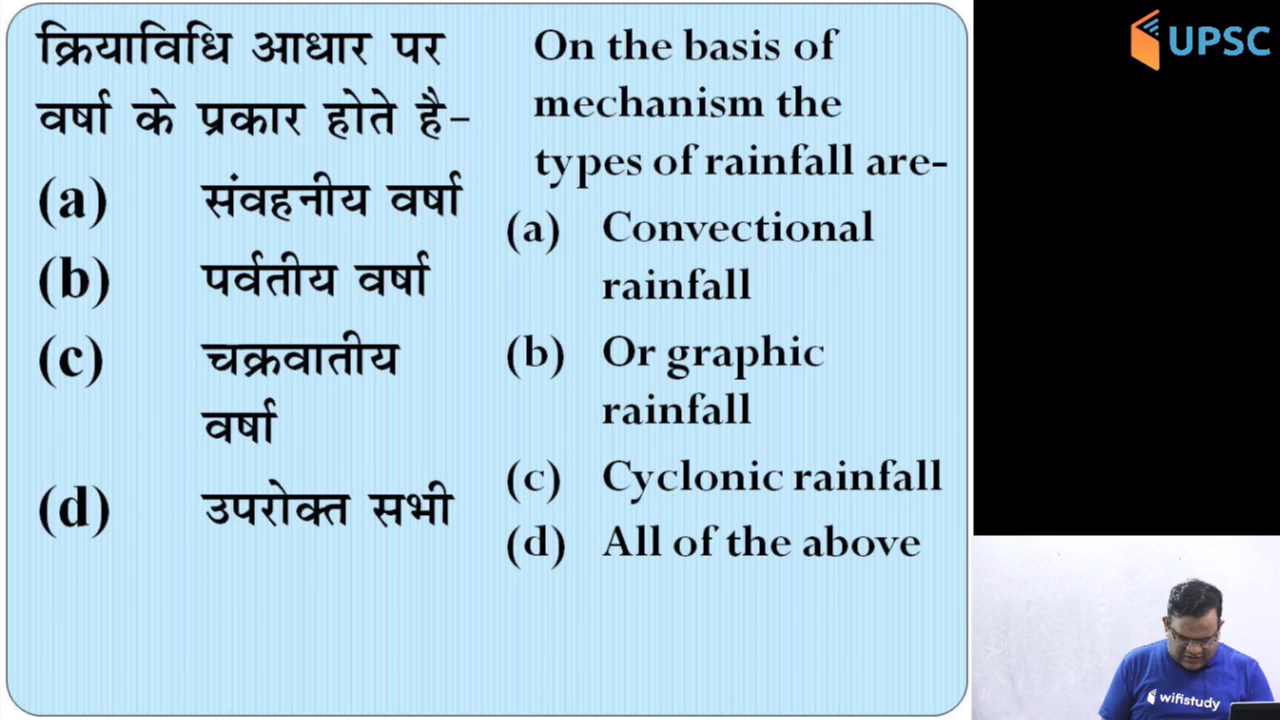 क्रियाविधि आधार पर
वर्षा के प्रकार होते है-
(a) संवहनीय वर्षा
(b) पर्वतीय वर्षा
(c) चक्रवातीय
वर्षा
(d) उपरोक्त सभी
On the basis of
mechanism the
types of rainfall are-
(a) Convectional
rainfall
(b) Or graphic
rainfall
(c) Cyclonic rainfall
(d) All of the above
UPSC
wifistudy